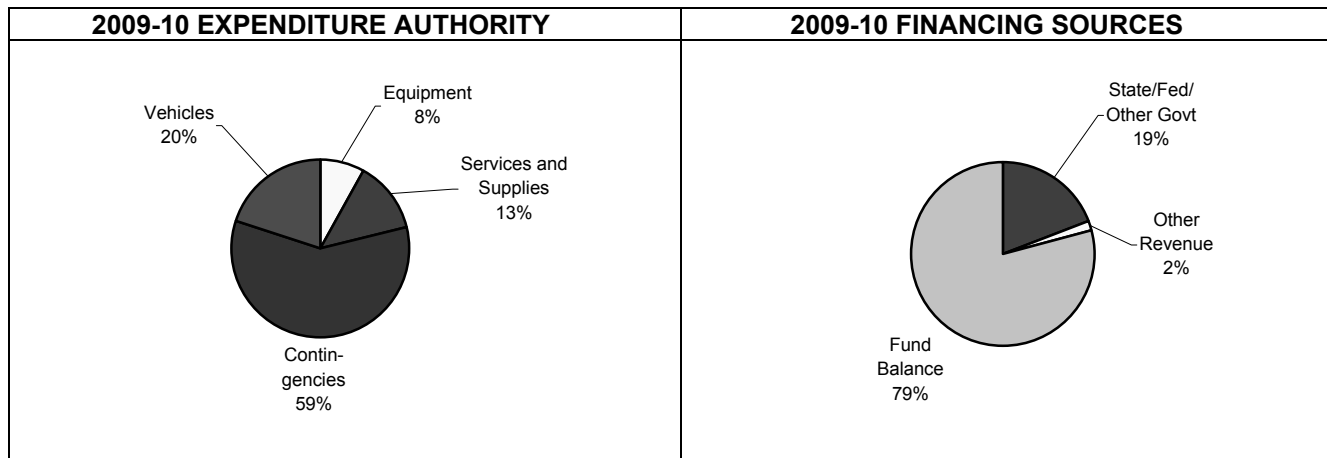 2009-10 EXPENDITURE AUTHORITY
Vehicles
20%
Equipment
8%
Services and
Supplies
13%
Contin-
gencies
59%
2009-10 FINANCING SOURCES
State/Fed/
Other Govt
19%
Other
Revenue
2%
Fund
Balance
79%